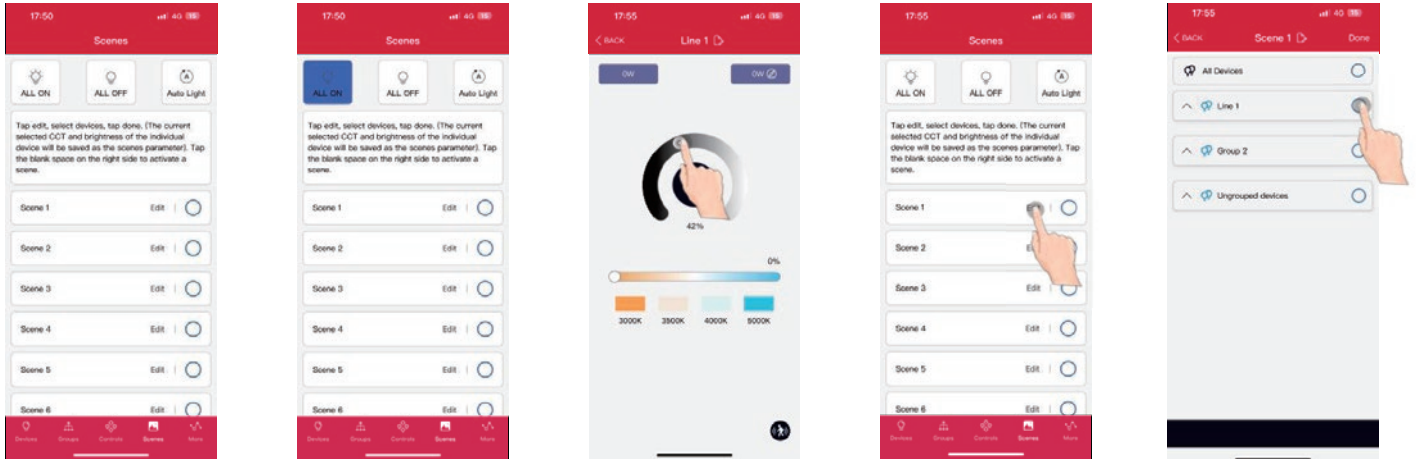 17:50
4G 15
Scenes
ALL ON
ALL OFF
Auto Light
Tap edit, select devices, tap done. (The current
selected CCT and brightness of the individual
device will be saved as the scenes parameter). Tap
the blank space on the right side to activate a
scene.
Scene 1 Edit
Scene 2 Edit
Scene 3 Edit
Scene 4 Edit
Scene 5 Edit
Scene 6 Edit
Devices Groups Controls Scenes More
17:50
4G 15
Scenes
ALL ON
ALL OFF
Auto Light
Tap edit, select devices, tap done. (The current
selected CCT and brightness of the individual
device will be saved as the scenes parameter). Tap
the blank space on the right side to activate a
scene.
Scene 1 Edit
Scene 2 Edit
Scene 3 Edit
Scene 4 Edit
Scene 5 Edit
Scene 6 Edit
Devices Groups Controls Scenes More
17:55
4G 15
< BACK Line 1
0W
0W
42%
0%
3000K 3500K 4000K 5000K
17:55
4G 15
Scenes
ALL ON
ALL OFF
Auto Light
Tap edit, select devices, tap done. (The current
selected CCT and brightness of the individual
device will be saved as the scenes parameter). Tap
the blank space on the right side to activate a
scene.
Scene 1
Scene 2
Scene 3 Edit
Scene 4 Edit
Scene 5 Edit
Scene 6 Edit
Devices Groups Controls Scenes More
17:55
4G 15
< BACK Scene 1 Done
All Devices
Line 1
Group 2
Ungrouped devices